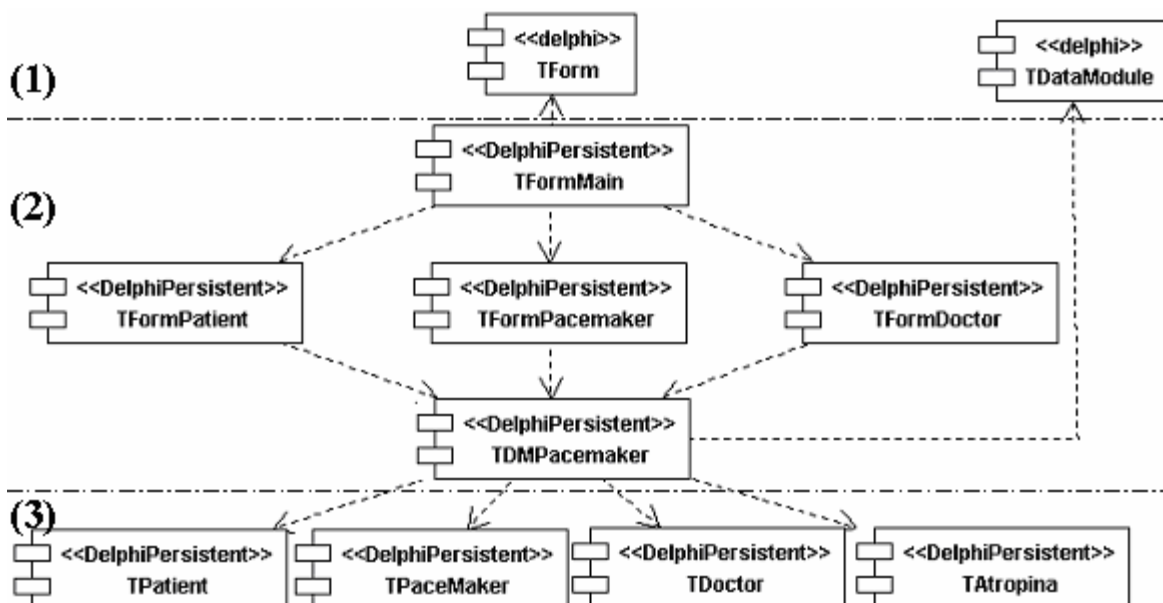 <<delphi>>
TForm
<<delphi>>
TDataModule
(1)
<<DelphiPersistent>>
TFormMain
(2)
<<DelphiPersistent>>
TFormPatient
<<DelphiPersistent>>
TFormPacemaker
<<DelphiPersistent>>
TFormDoctor
<<DelphiPersistent>>
TDMPacemaker
(3)
<<DelphiPersistent>>
TPatient
<<DelphiPersistent>>
TPaceMaker
<<DelphiPersistent>>
TDoctor
<<DelphiPersistent>>
TAtropina